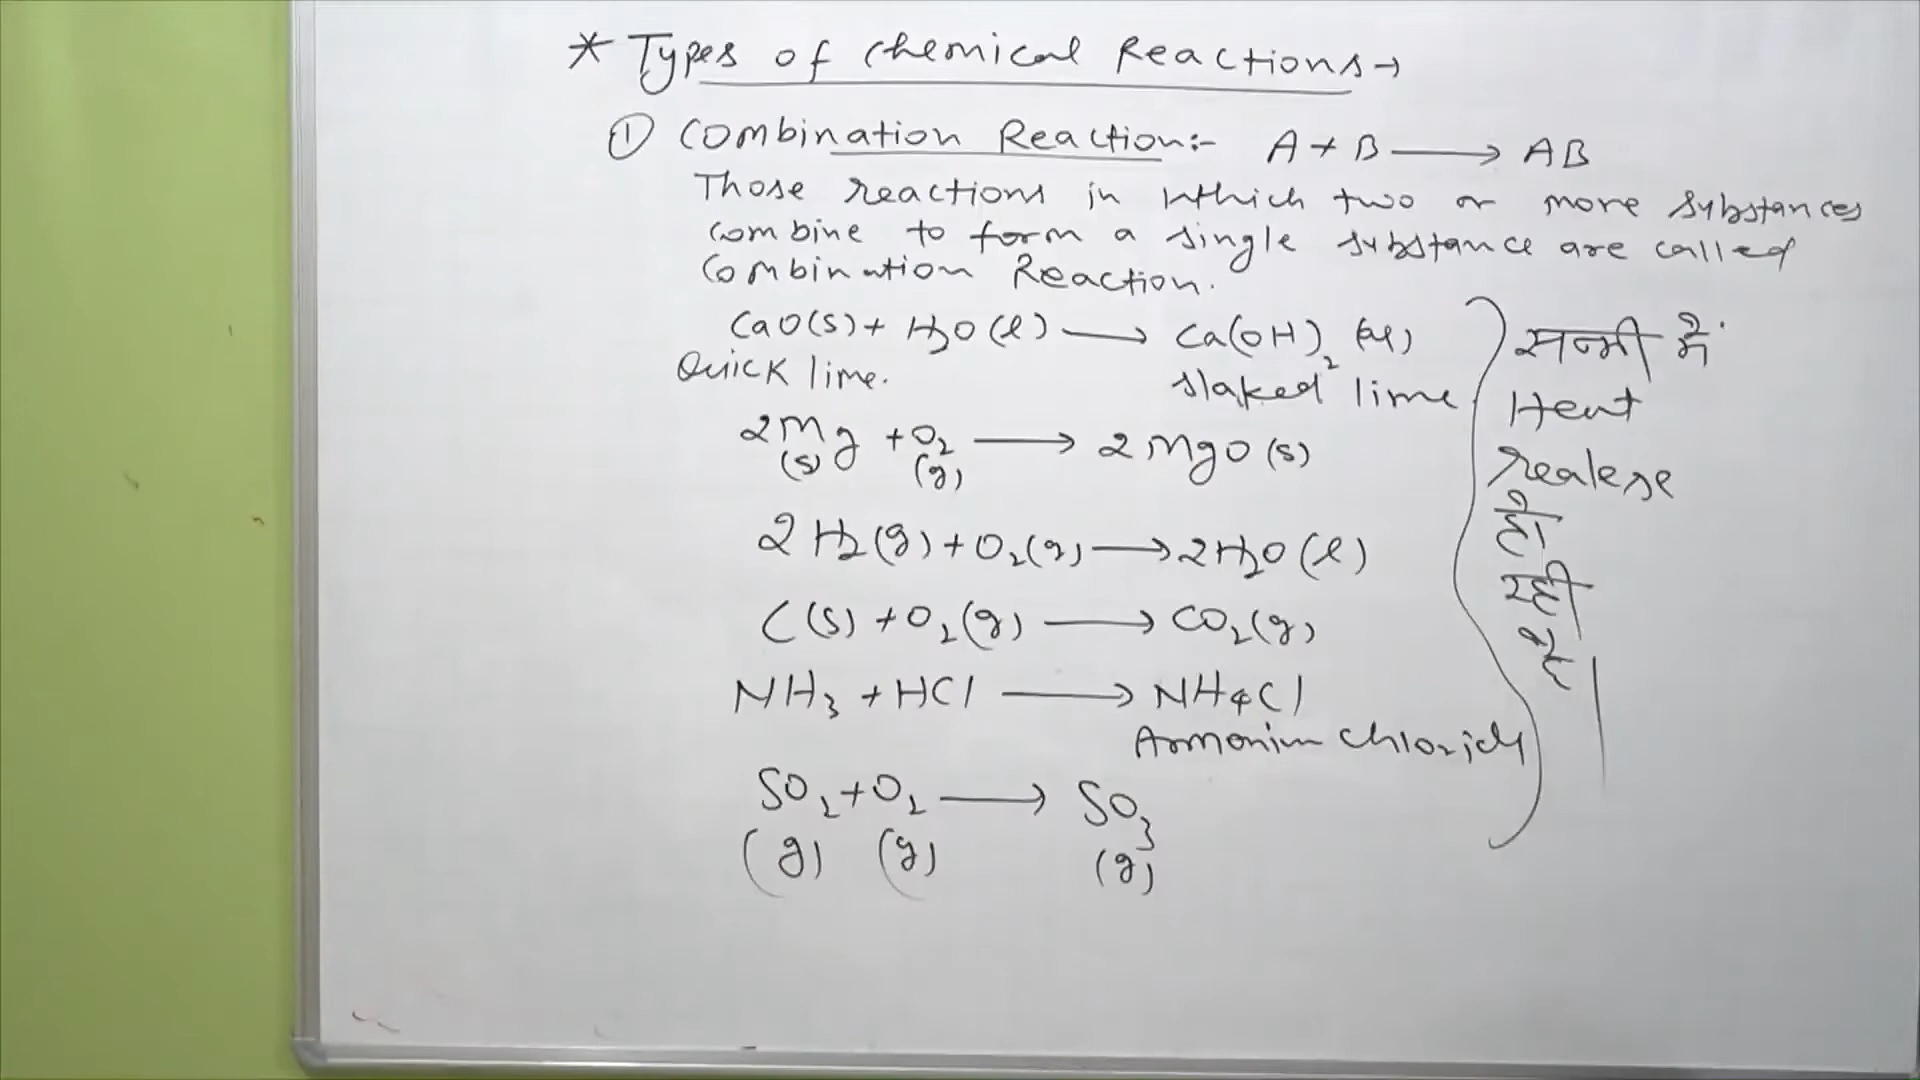 * Types of Chemical Reactions→
① Combination Reaction:- A + B ⟶ AB
Those reactions in which two or more substances
combine to form a single substance are called
Combination Reaction.
CaO(s) + H₂O(l) ⟶ Ca(OH)₂
Quick lime. slaked lime
2Mg(s) + O₂(g) ⟶ 2MgO(s)
2H₂(g) + O₂(g) ⟶ 2H₂O(l)
C(s) + O₂(g) ⟶ CO₂(g)
NH₃ + HCl ⟶ NH₄Cl
Ammonium chloride
SO₂ + O₂ ⟶ SO₃
(g) (g) (g)
सभी में
Heat
realese
हो
रही
है।